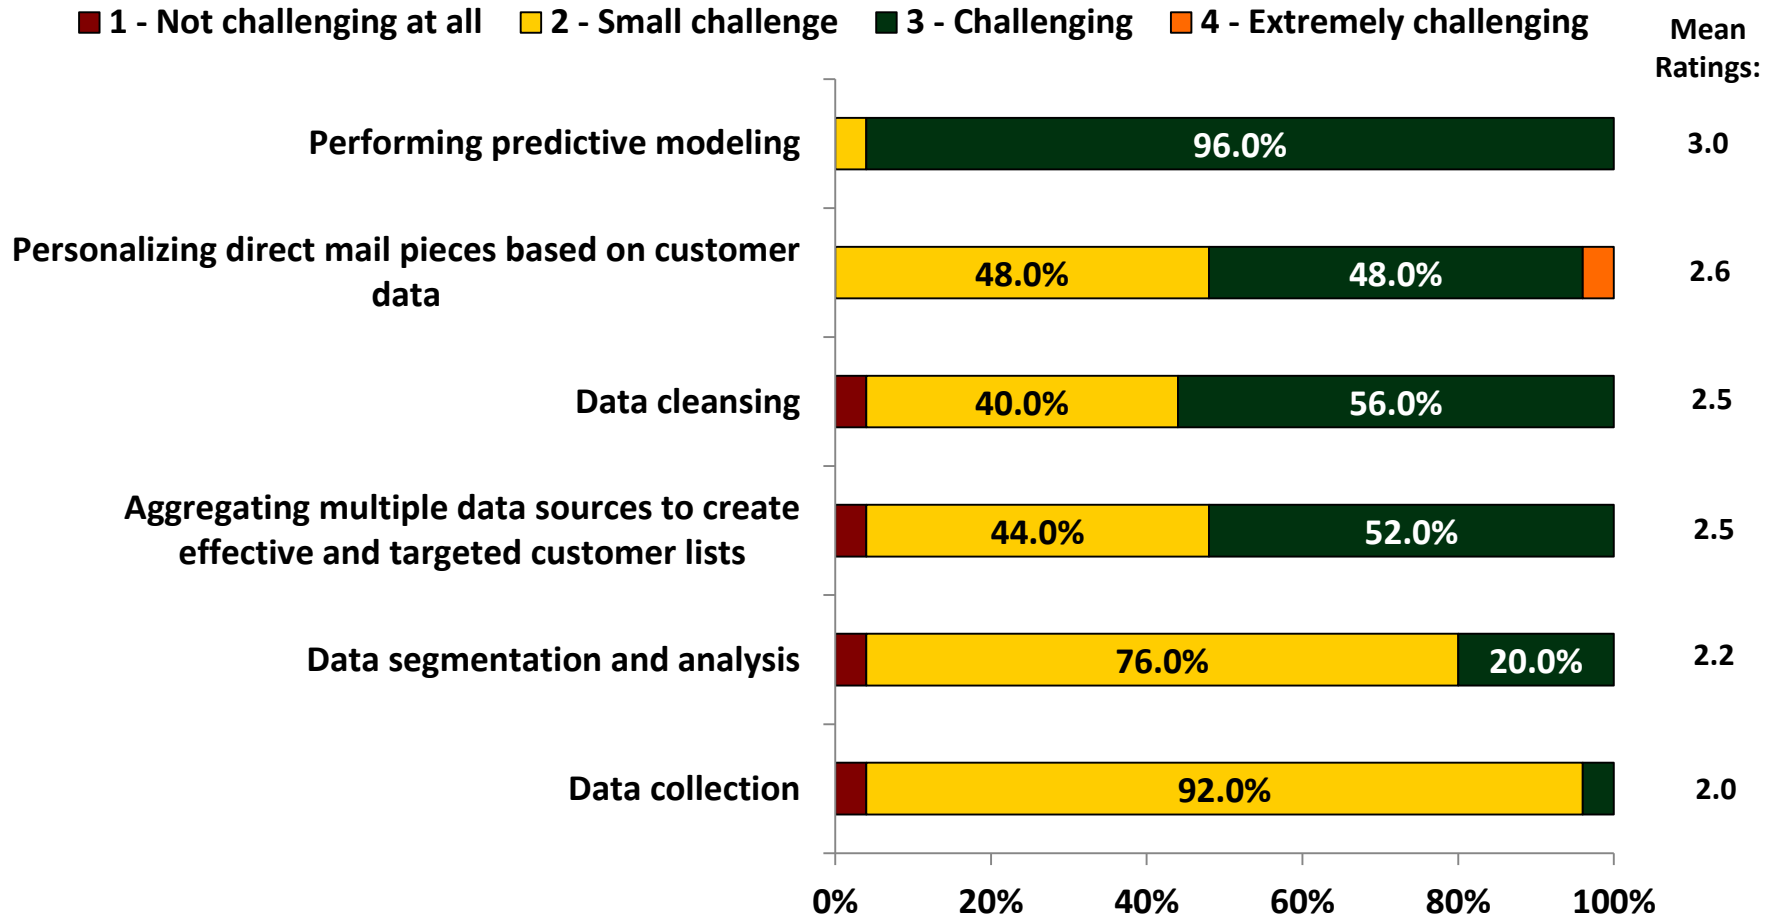 1 - Not challenging at all 2 - Small challenge 3 - Challenging 4 - Extremely challenging
Mean
Ratings:
Performing predictive modeling 96.0% 3.0
Personalizing direct mail pieces based on customer
data
48.0% 48.0% 2.6
Data cleansing 40.0% 56.0% 2.5
Aggregating multiple data sources to create
effective and targeted customer lists
44.0% 52.0% 2.5
Data segmentation and analysis 76.0% 20.0% 2.2
Data collection 92.0% 2.0
0% 20% 40% 60% 80% 100%